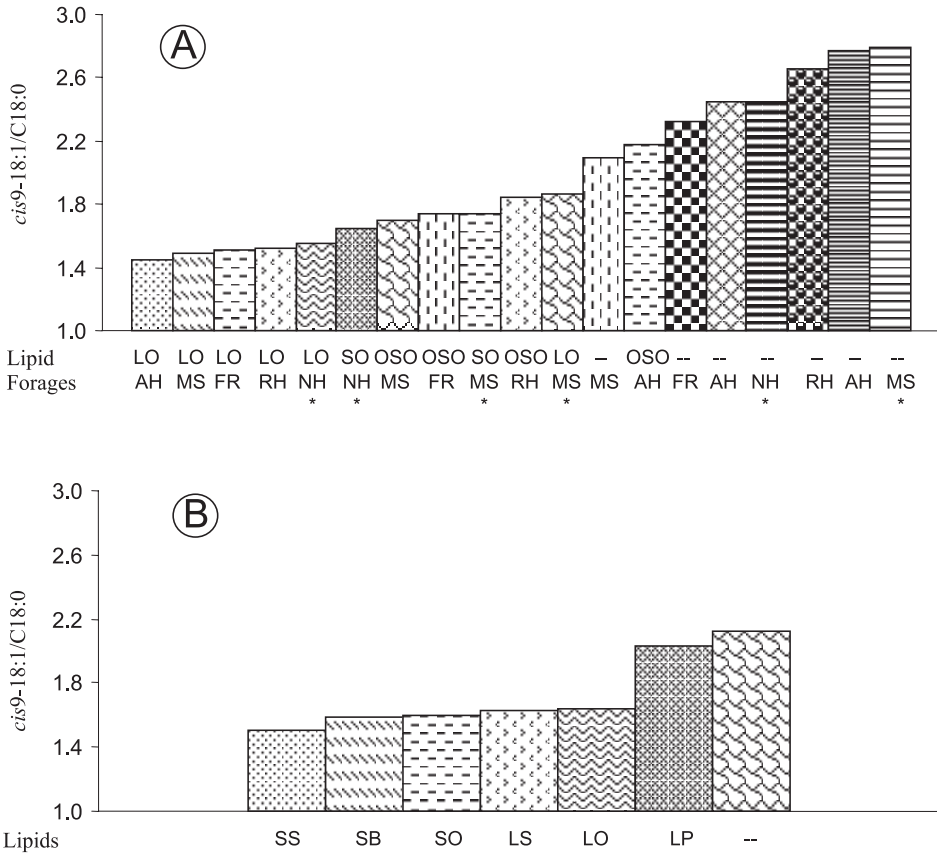 A
cis9-18:1/C18:0
3.0
2.6
2.2
1.8
1.4
1.0
Lipid LO LO LO LO LO SO OSO OSO SO OSO LO – OSO -- -- -- – – --
Forages AH MS FR RH NH NH MS FR MS RH MS MS AH FR AH NH RH AH MS
* * * * * *
B
cis9-18:1/C18:0
3.0
2.6
2.2
1.8
1.4
1.0
Lipids SS SB SO LS LO LP --